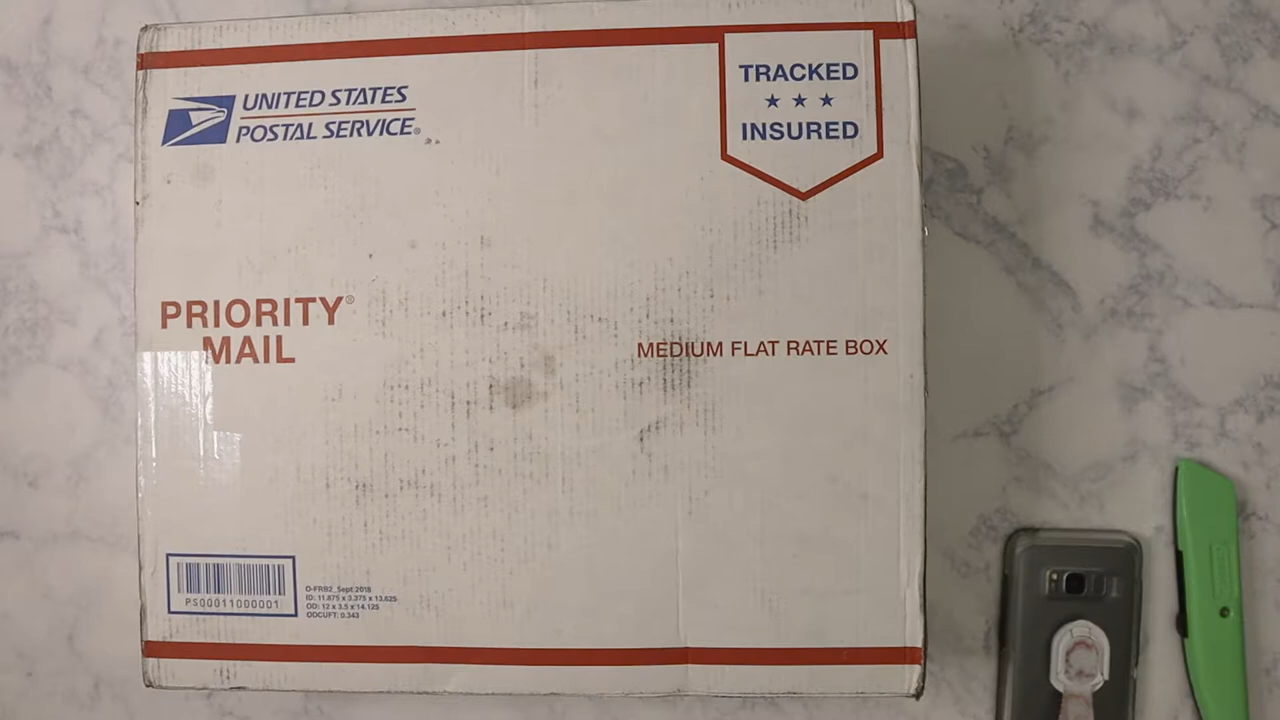 UNITED STATES
POSTAL SERVICE®
TRACKED
★ ★ ★
INSURED
PRIORITY®
MAIL
MEDIUM FLAT RATE BOX
PS00011000001
O-FRB2_Sept 2018
ID: 11.875 x 3.375 x 13.625
OD: 12 x 3.5 x 14.125
ODCUFT: 0.343